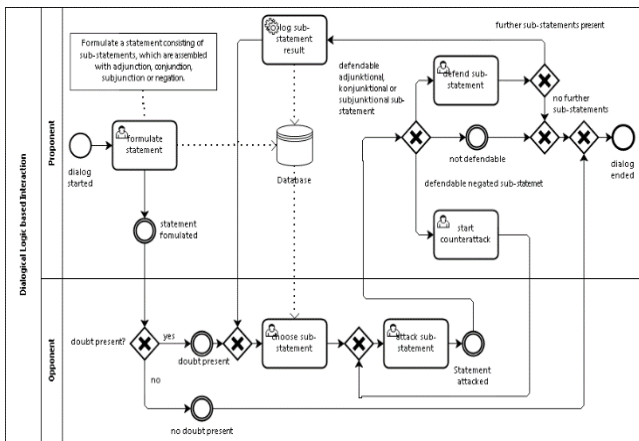 Dialogical Logic based Interaction
Proponent
Opponent
Formulate a statement consisting of
sub-statements, which are assembled
with adjunction, conjunction,
subjunction or negation.
log sub-
statement
result
further sub-statements present
defendable
adjunktional,
konjunktional or
subjunktional sub-
statement
defend sub-
statement
no further
sub-statements
formulate
statement
dialog
started
Database
not defendable
dialog
ended
defendable negated sub-statemet
statement
fomulated
start
counterattack
doubt present?
yes
doubt present
choose sub-
statement
attack sub-
statement
Statement
attacked
no
no doubt present